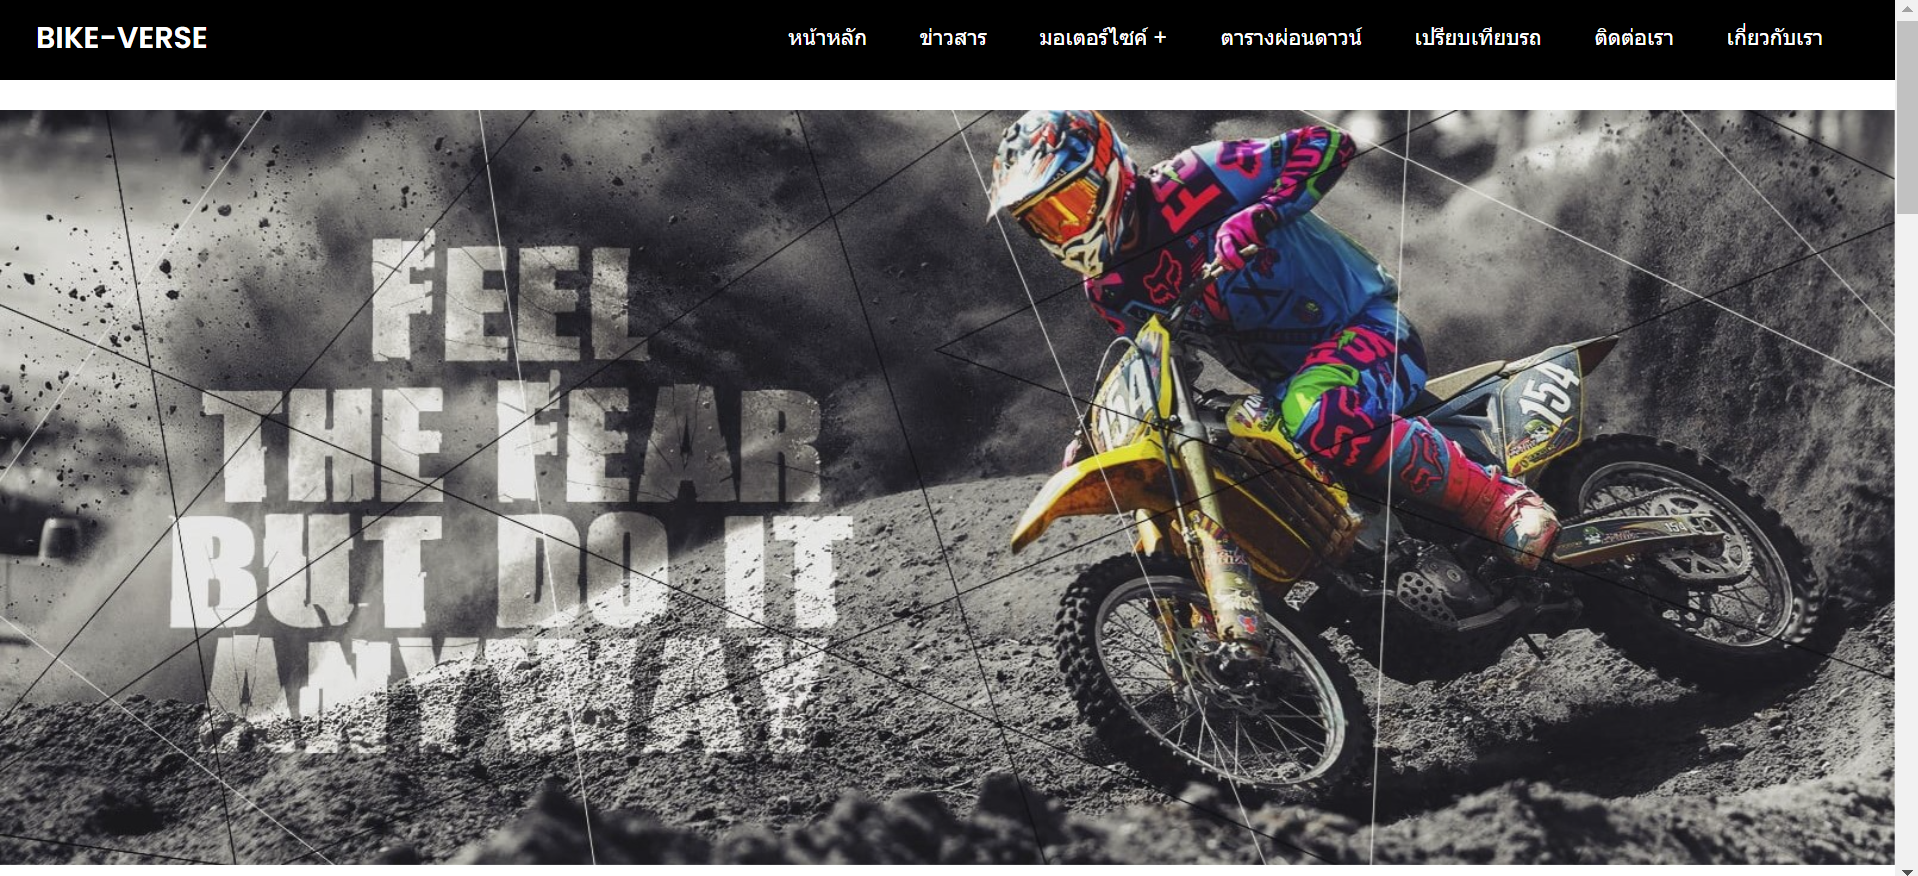 BIKE-VERSE
หน้าหลัก
ข่าวสาร
มอเตอร์ไซค์ +
ตารางผ่อนดาวน์
เปรียบเทียบรถ
ติดต่อเรา
เกี่ยวกับเรา
FEEL
THE FEAR
BUT DO IT
ANYWAY
154
154
154